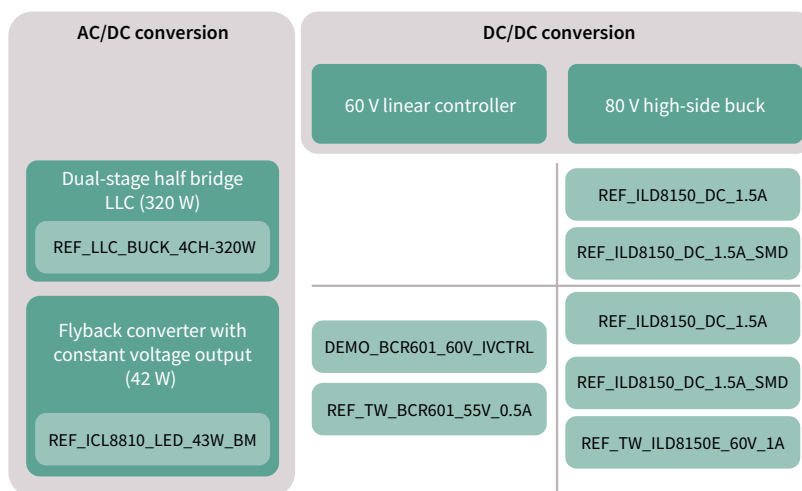 AC/DC conversion
DC/DC conversion
60 V linear controller
80 V high-side buck
Dual-stage half bridge
LLC (320 W)
REF_LLC_BUCK_4CH-320W
REF_ILD8150_DC_1.5A
REF_ILD8150_DC_1.5A_SMD
Flyback converter with
constant voltage output
(42 W)
REF_ICL8810_LED_43W_BM
DEMO_BCR601_60V_IVCTRL
REF_TW_BCR601_55V_0.5A
REF_ILD8150_DC_1.5A
REF_ILD8150_DC_1.5A_SMD
REF_TW_ILD8150E_60V_1A